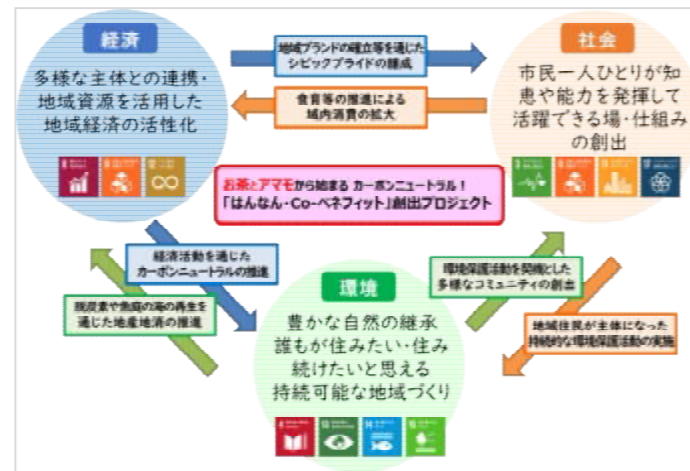 経済
多様な主体との連携・
地域資源を活用した
地域経済の活性化
地域ブランドの確立等を通じた
シビックプライドの醸成
食育等の推進による
域内消費の拡大
社会
市民一人ひとりが知
恵や能力を発揮して
活躍できる場・仕組み
の創出
お茶とアマモから始まる カーボンニュートラル！
「はんなん・Co-ベネフィット」創出プロジェクト
経済活動を通じた
カーボンニュートラルの推進
脱炭素や魚庭の海の再生を
通じた地産地消の推進
環境
豊かな自然の継承
誰もが住みたい・住み
続けたいと思える
持続可能な地域づくり
環境保護活動を契機とした
多様なコミュニティの創出
地域住民が主体になった
持続的な環境保護活動の実施